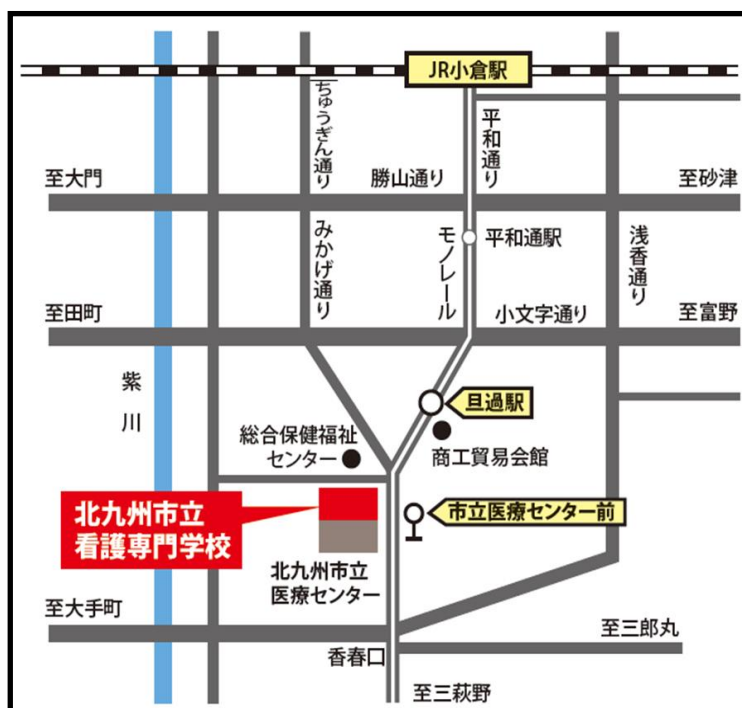 JR小倉駅
ちゅうぎん通り
平和通り
至大門
勝山通り
至砂津
みかげ通り
モノレール
平和通駅
浅香通り
至田町
小文字通り
至富野
紫川
旦過駅
総合保健福祉
センター
商工貿易会館
北九州市立
看護専門学校
市立医療センター前
北九州市立
医療センター
至大手町
至三郎丸
香春口
至三萩野